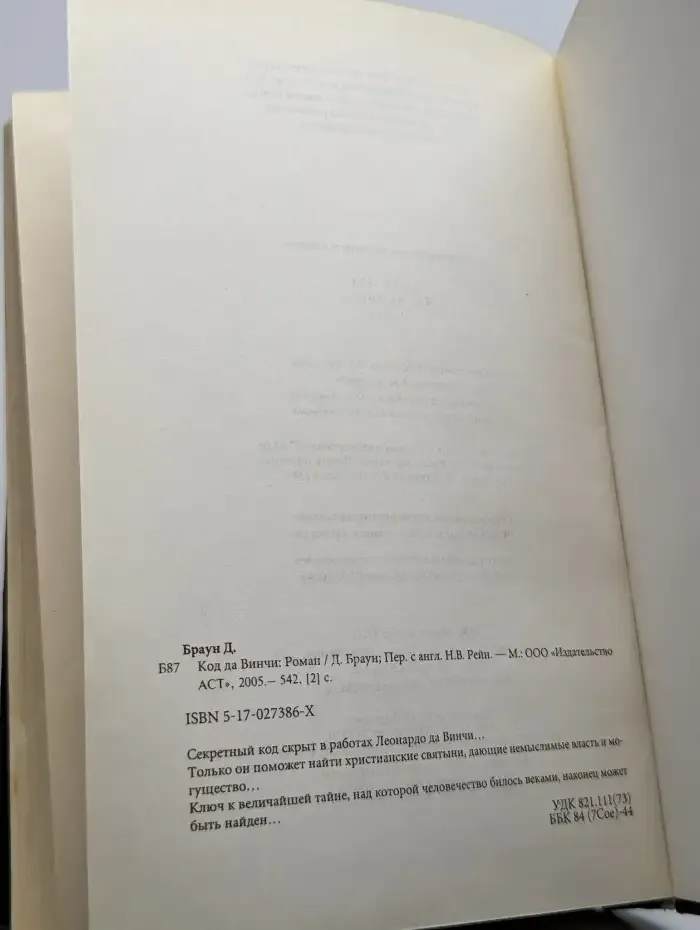 Браун Д.
Б87 Код да Винчи: Роман / Д. Браун; Пер. с англ. Н.В. Рейн. — М.: ООО «Издательство
АСТ», 2005.— 542, [2] с.
ISBN 5-17-027386-X
Секретный код скрыт в работах Леонардо да Винчи...
Только он поможет найти христианские святыни, дающие немыслимые власть и мо-
гущество...
Ключ к величайшей тайне, над которой человечество билось веками, наконец может
быть найден...
УДК 821.111(73)
ББК 84 (7Сое)-44